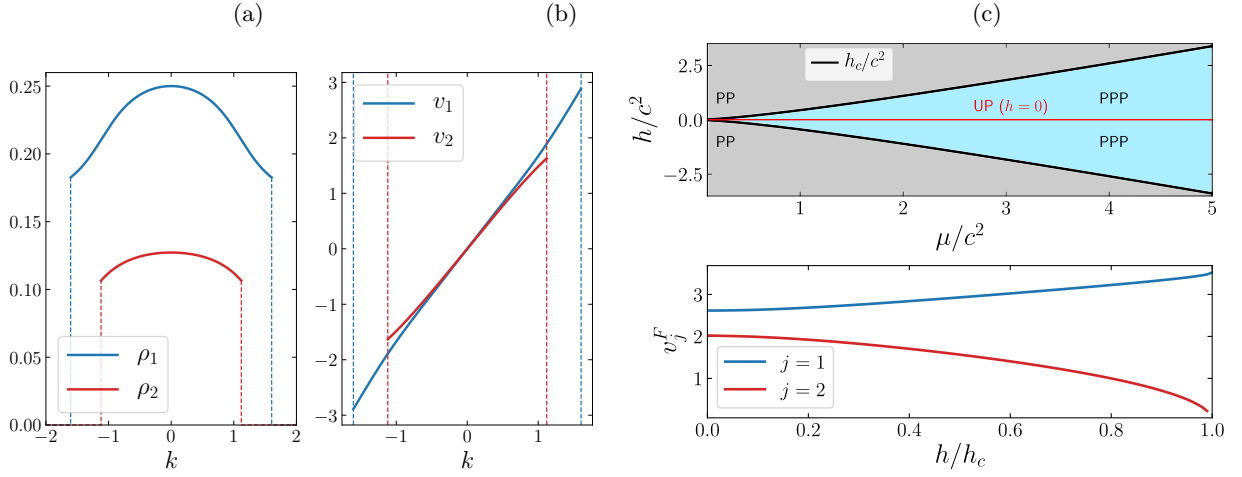 (a)
0.25
0.20
0.15
0.10
0.05
0.00
ρ₁
ρ₂
−2 −1 0 1 2
k
(b)
3
2
1
0
−1
−2
−3
v₁
v₂
−1 0 1
k
(c)
h_c/c²
2.5
0.0
−2.5
h/c²
PP
PP
UP (h = 0)
PPP
PPP
1 2 3 4 5
μ/c²
3
2
1
v_j^F
j = 1
j = 2
0.0 0.2 0.4 0.6 0.8 1.0
h/h_c